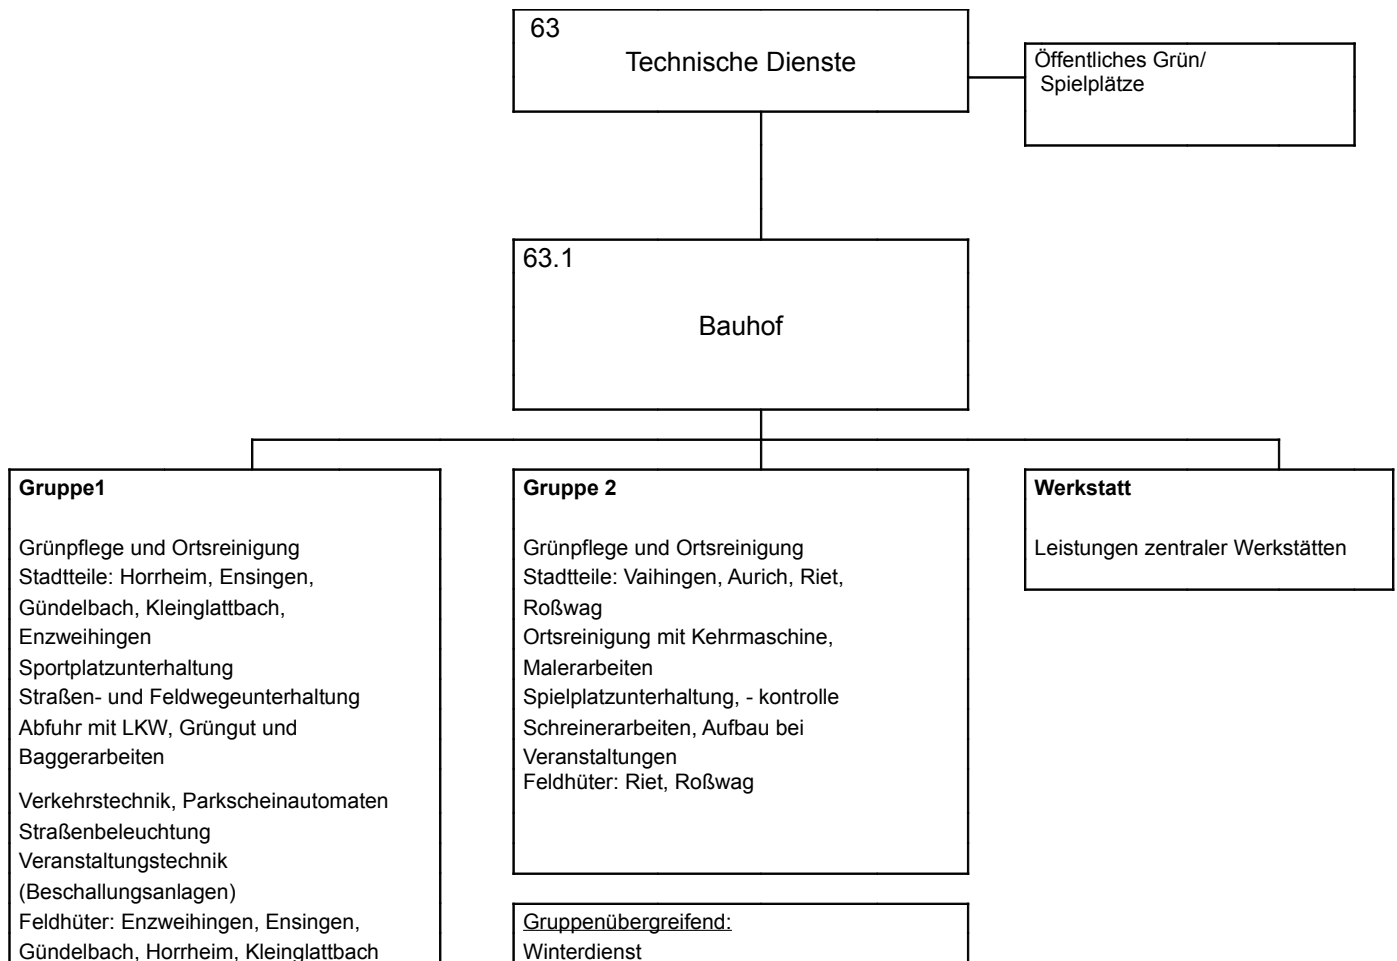 63
Technische Dienste
Öffentliches Grün/
Spielplätze
63.1
Bauhof
Gruppe1
Grünpflege und Ortsreinigung
Stadtteile: Horrheim, Ensingen,
Gündelbach, Kleinglattbach,
Enzweihingen
Sportplatzunterhaltung
Straßen- und Feldwegeunterhaltung
Abfuhr mit LKW, Grüngut und
Baggerarbeiten
Verkehrstechnik, Parkscheinautomaten
Straßenbeleuchtung
Veranstaltungstechnik
(Beschallungsanlagen)
Feldhüter: Enzweihingen, Ensingen,
Gündelbach, Horrheim, Kleinglattbach
Gruppe 2
Grünpflege und Ortsreinigung
Stadtteile: Vaihingen, Aurich, Riet,
Roßwag
Ortsreinigung mit Kehrmaschine,
Malerarbeiten
Spielplatzunterhaltung, - kontrolle
Schreinerarbeiten, Aufbau bei
Veranstaltungen
Feldhüter: Riet, Roßwag
Gruppenübergreifend:
Winterdienst
Werkstatt
Leistungen zentraler Werkstätten